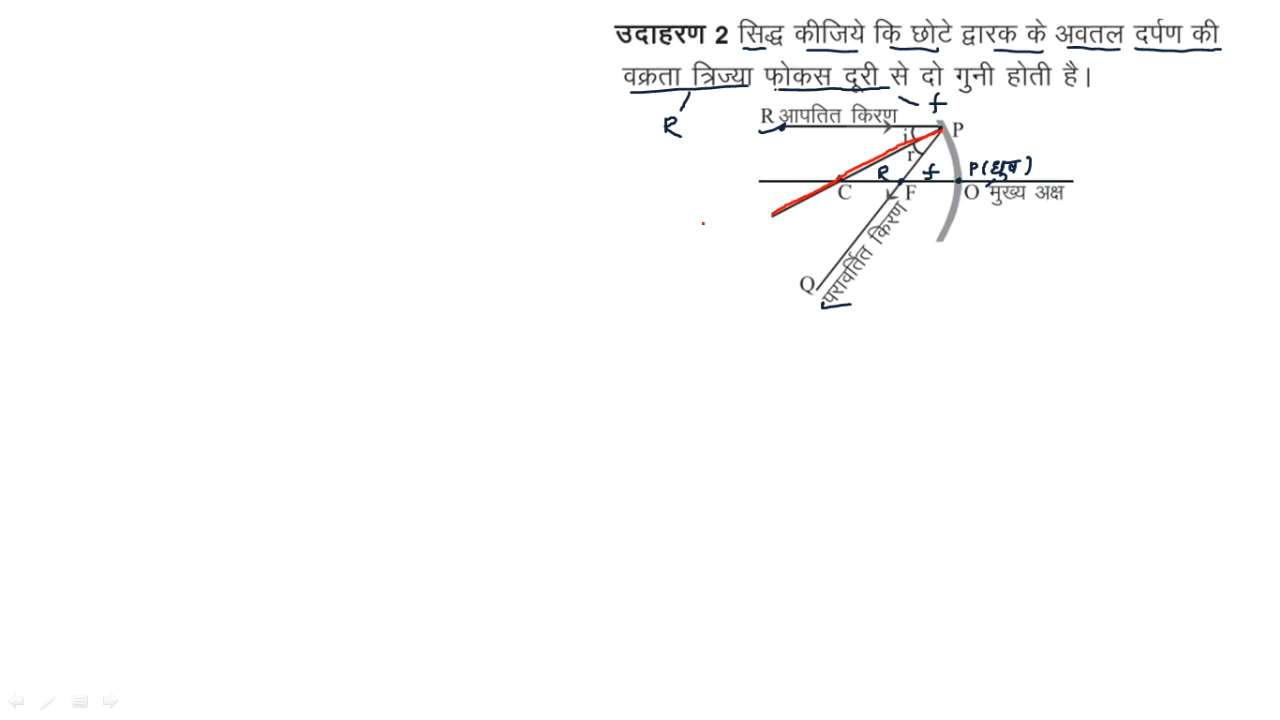 उदाहरण 2 सिद्ध कीजिये कि छोटे द्वारक के अवतल दर्पण की
वक्रता त्रिज्या फोकस दूरी से दो गुनी होती है।
R f
R आपतित किरण P
i
r
R f P(ध्रुव)
C F O मुख्य अक्ष
Q परावर्तित किरण